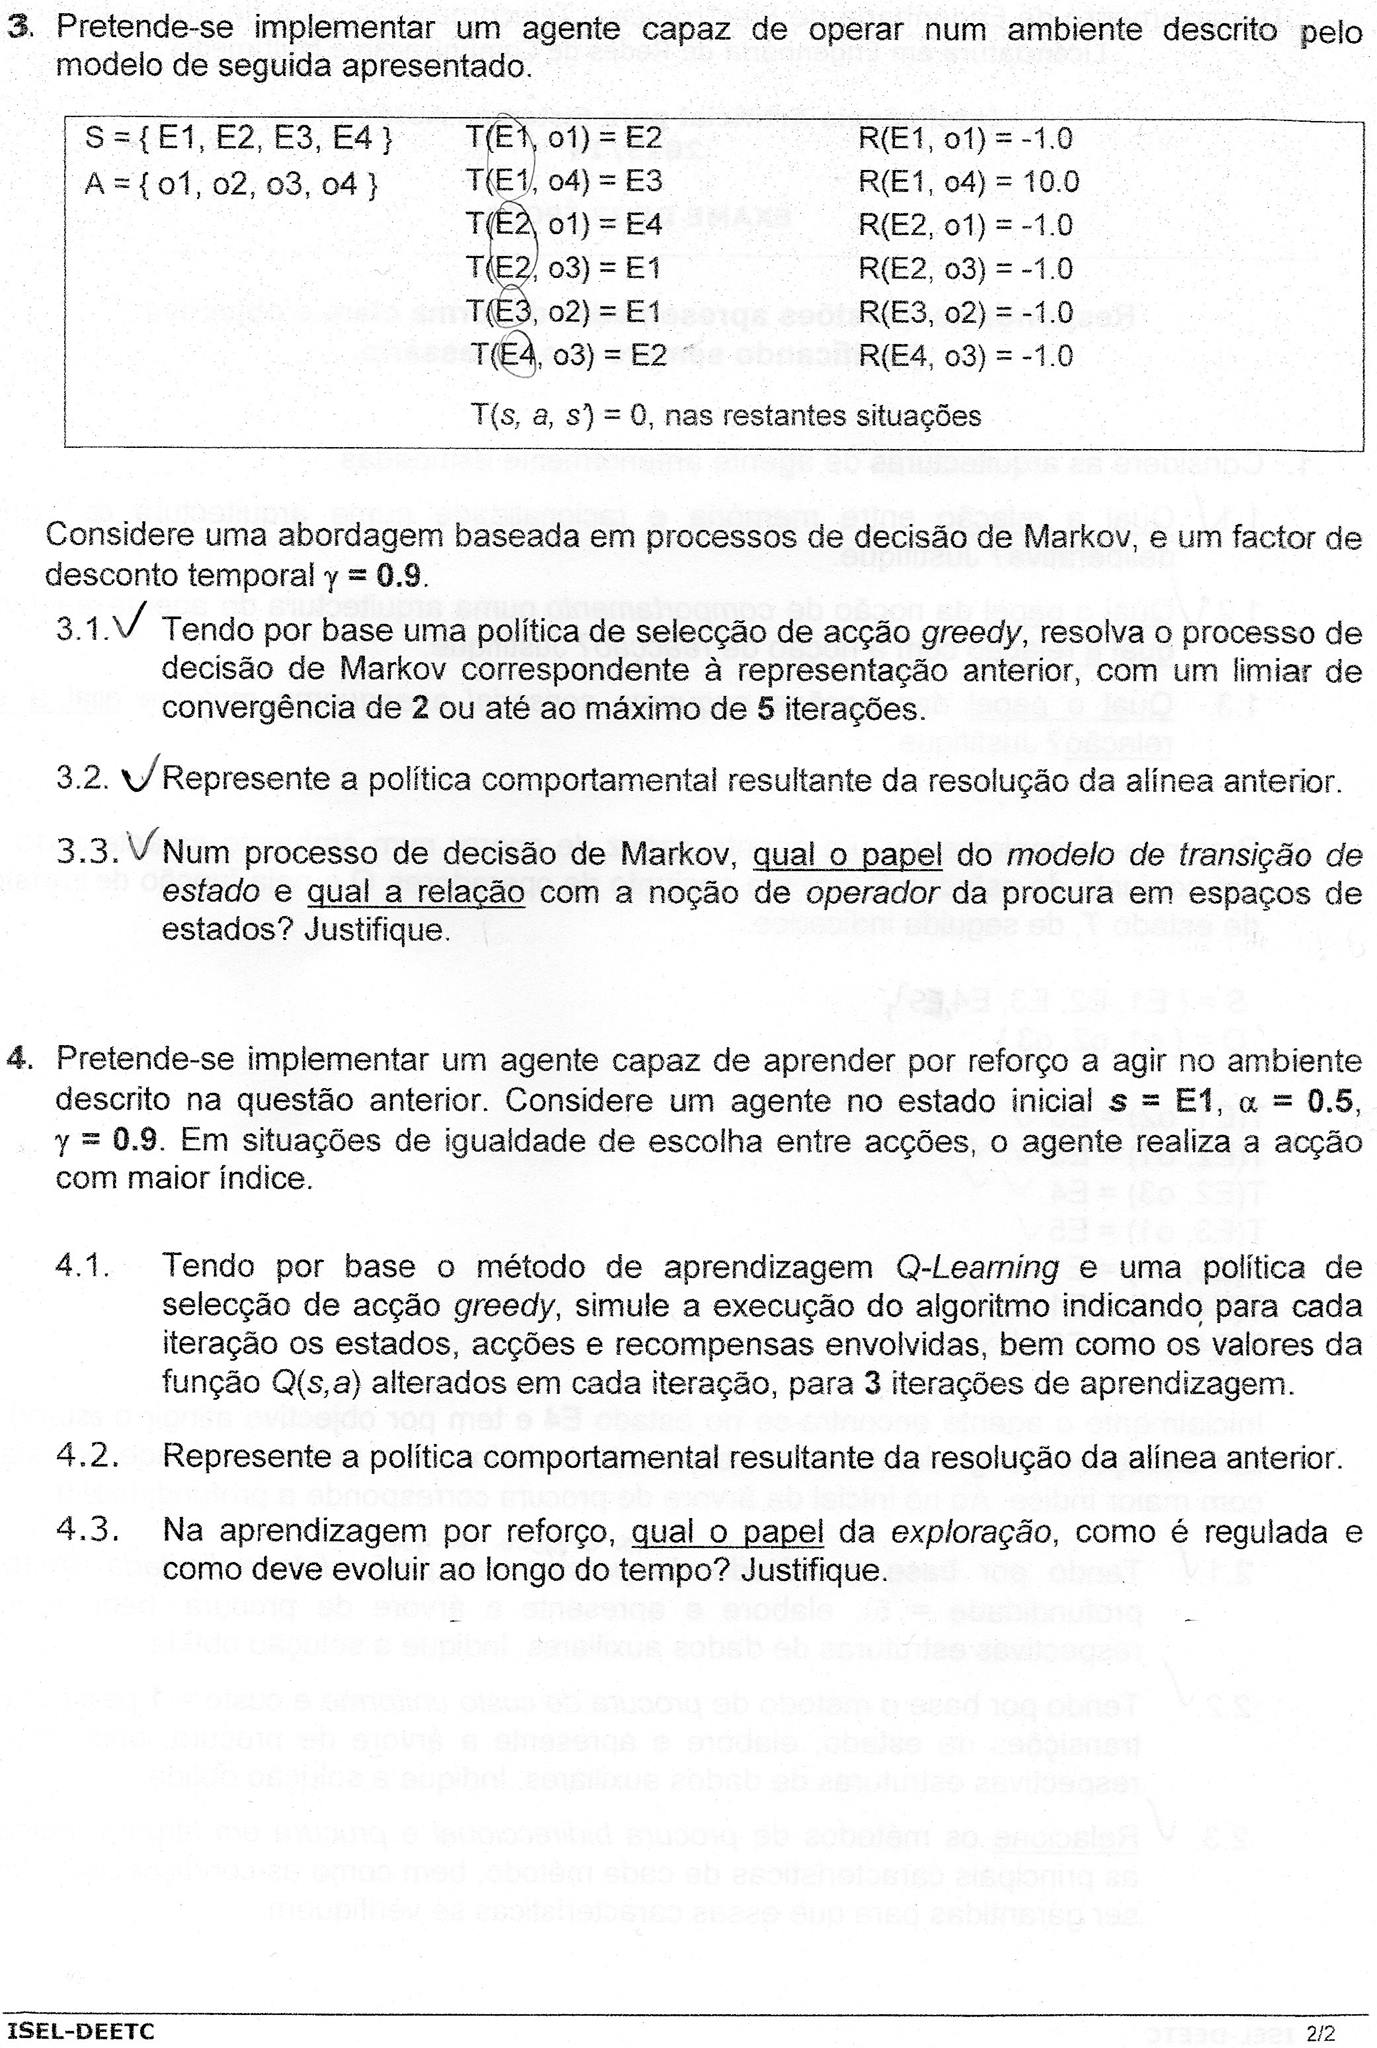 3. Pretende-se implementar um agente capaz de operar num ambiente descrito pelo
modelo de seguida apresentado.
S = { E1, E2, E3, E4 } T(E1, o1) = E2 R(E1, o1) = -1.0
A = { o1, o2, o3, o4 } T(E1, o4) = E3 R(E1, o4) = 10.0
T(E2, o1) = E4 R(E2, o1) = -1.0
T(E2, o3) = E1 R(E2, o3) = -1.0
T(E3, o2) = E1 R(E3, o2) = -1.0
T(E4, o3) = E2 R(E4, o3) = -1.0
T(s, a, s') = 0, nas restantes situações
Considere uma abordagem baseada em processos de decisão de Markov, e um factor de
desconto temporal γ = 0.9.
3.1. Tendo por base uma política de selecção de acção greedy, resolva o processo de
decisão de Markov correspondente à representação anterior, com um limiar de
convergência de 2 ou até ao máximo de 5 iterações.
3.2. Represente a política comportamental resultante da resolução da alínea anterior.
3.3. Num processo de decisão de Markov, qual o papel do modelo de transição de
estado e qual a relação com a noção de operador da procura em espaços de
estados? Justifique.
4. Pretende-se implementar um agente capaz de aprender por reforço a agir no ambiente
descrito na questão anterior. Considere um agente no estado inicial s = E1, α = 0.5,
γ = 0.9. Em situações de igualdade de escolha entre acções, o agente realiza a acção
com maior índice.
4.1. Tendo por base o método de aprendizagem Q-Learning e uma política de
selecção de acção greedy, simule a execução do algoritmo indicando para cada
iteração os estados, acções e recompensas envolvidas, bem como os valores da
função Q(s,a) alterados em cada iteração, para 3 iterações de aprendizagem.
4.2. Represente a política comportamental resultante da resolução da alínea anterior.
4.3. Na aprendizagem por reforço, qual o papel da exploração, como é regulada e
como deve evoluir ao longo do tempo? Justifique.
ISEL-DEETC 2/2